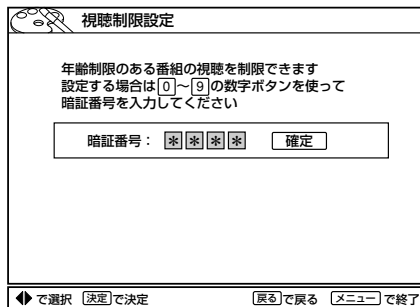 視聴制限設定
年齢制限のある番組の視聴を制限できます
設定する場合は0～9の数字ボタンを使って
暗証番号を入力してください
暗証番号： ＊＊＊＊ 確定
で選択 決定で決定 戻るで戻る メニューで終了